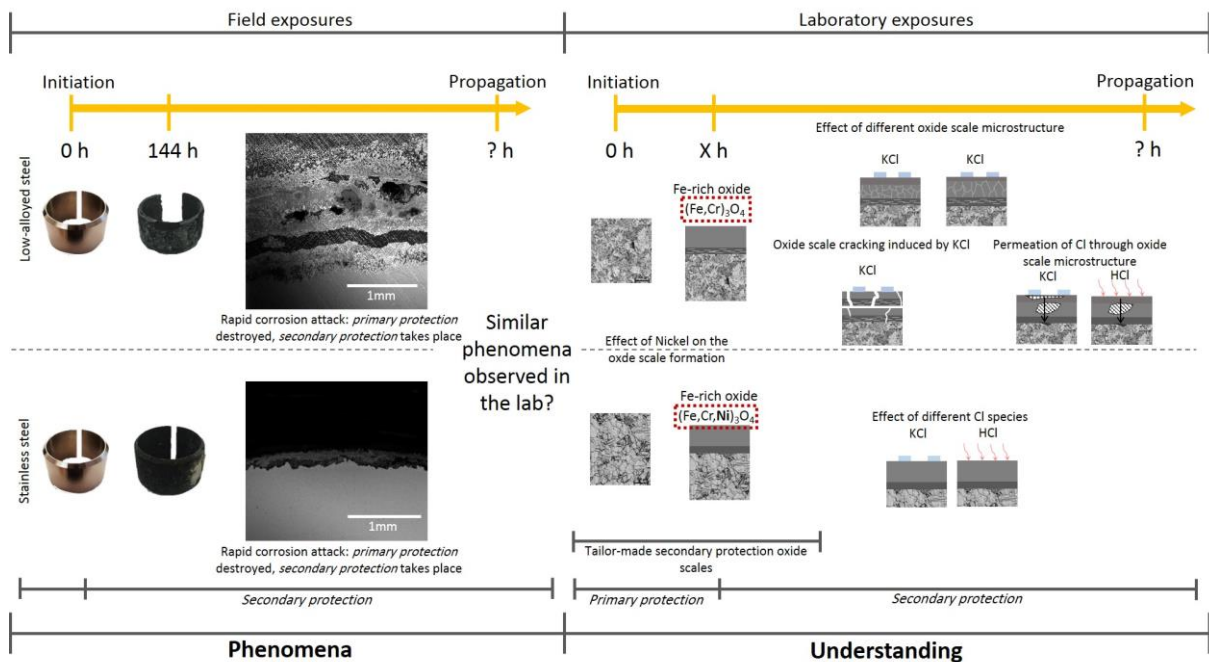 Field exposures
Laboratory exposures
Initiation
Propagation
0 h
144 h
? h
Low-alloyed steel
1mm
Rapid corrosion attack: primary protection
destroyed, secondary protection takes place
Stainless steel
1mm
Rapid corrosion attack: primary protection
destroyed, secondary protection takes place
Similar
phenomena
observed in
the lab?
Secondary protection
Phenomena
Initiation
Propagation
0 h
X h
? h
Effect of different oxide scale microstructure
KCl
KCl
Fe-rich oxide
(Fe,Cr)₃O₄
Oxide scale cracking induced by KCl
KCl
Permeation of Cl through oxide
scale microstructure
KCl
HCl
Effect of Nickel on the
oxde scale formation
Fe-rich oxide
(Fe,Cr,Ni)₃O₄
Effect of different Cl species
KCl
HCl
Tailor-made secondary protection oxide
scales
Primary protection
Secondary protection
Understanding